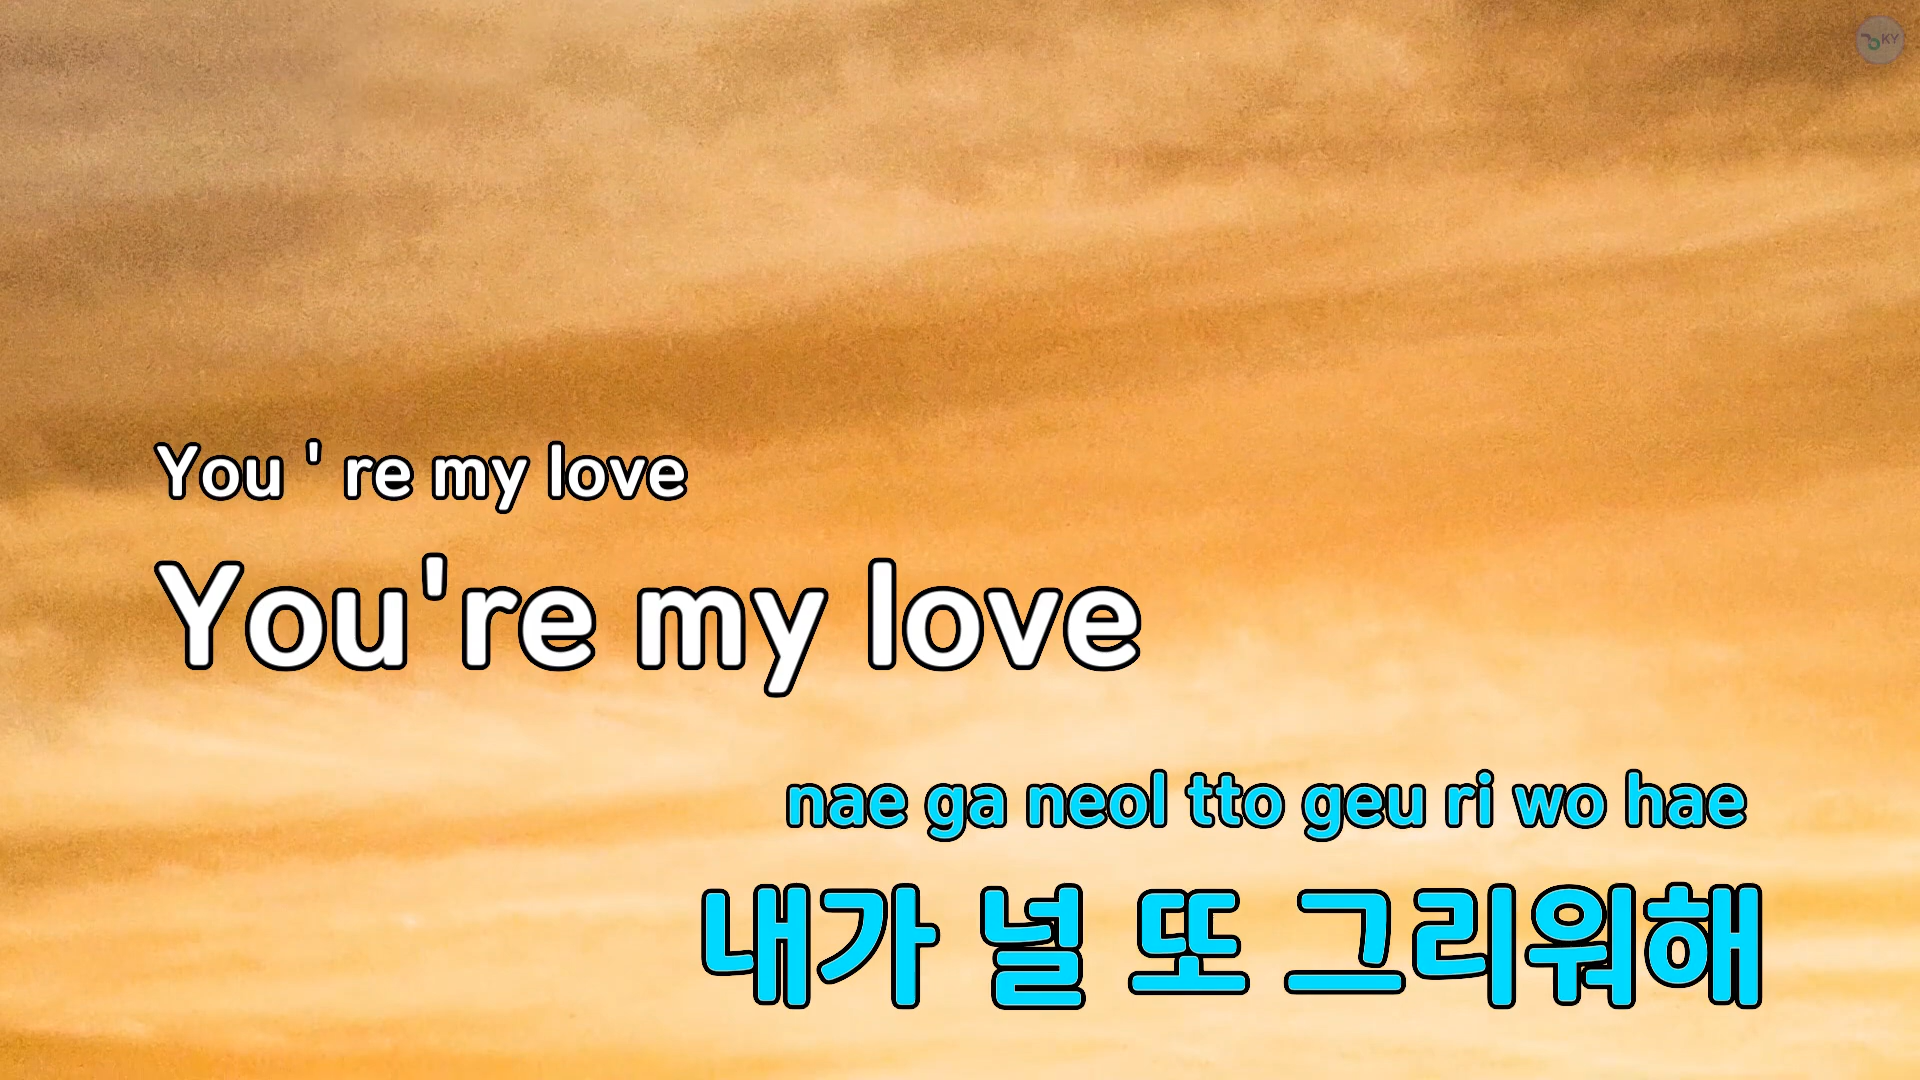 KY
You ' re my love
You're my love
nae ga neol tto geu ri wo hae
내가 널 또 그리워해